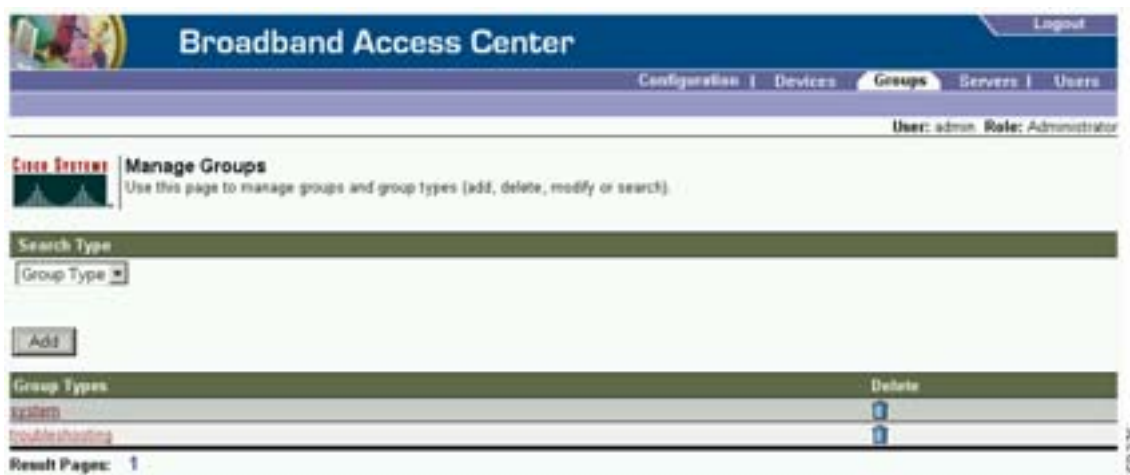 Logout
Broadband Access Center
Configuration | Devices Groups Servers | Users
User: admin Role: Administrator
CISCO SYSTEMS
Manage Groups
Use this page to manage groups and group types (add, delete, modify or search).
Search Type
Group Type
Add
Group Types Delete
system
troubleshooting
Result Pages: 1